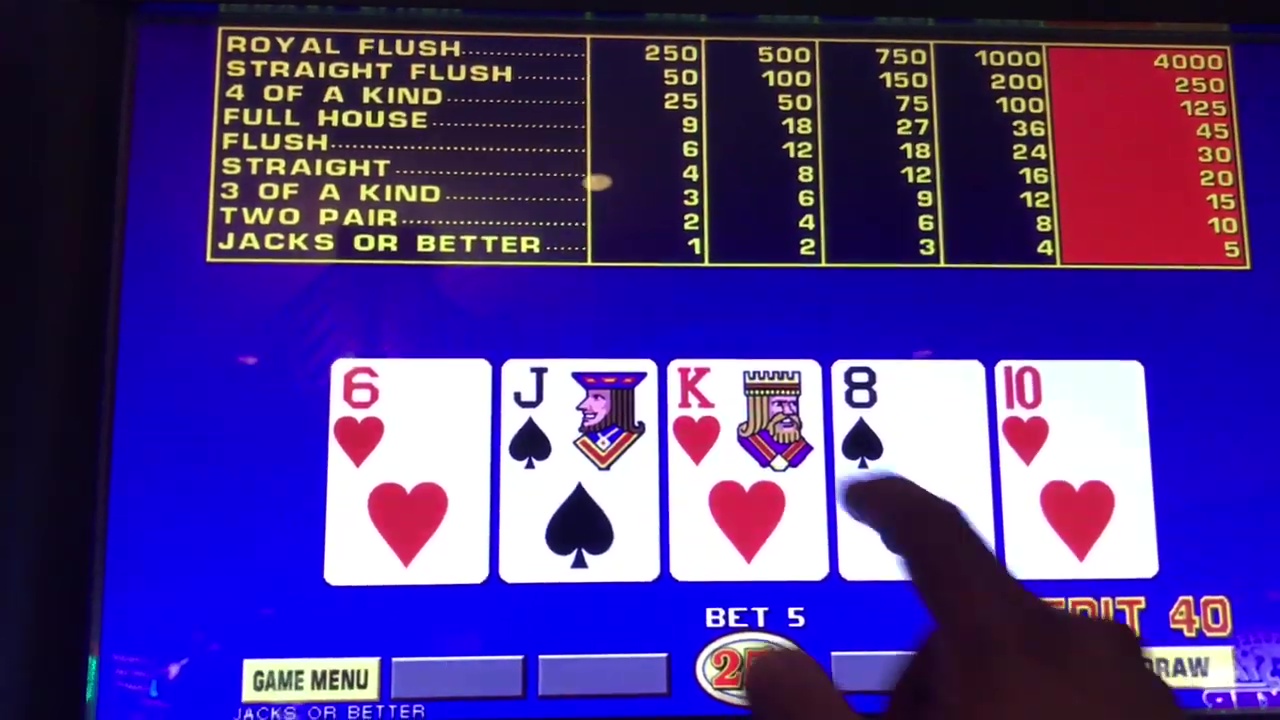 ROYAL FLUSH 250 500 750 1000 4000
STRAIGHT FLUSH 50 100 150 200 250
4 OF A KIND 25 50 75 100 125
FULL HOUSE 9 18 27 36 45
FLUSH 6 12 18 24 30
STRAIGHT 4 8 12 16 20
3 OF A KIND 3 6 9 12 15
TWO PAIR 2 4 6 8 10
JACKS OR BETTER 1 2 3 4 5
6 J K 8 10
BET 5
40
GAME MENU
JACKS OR BETTER